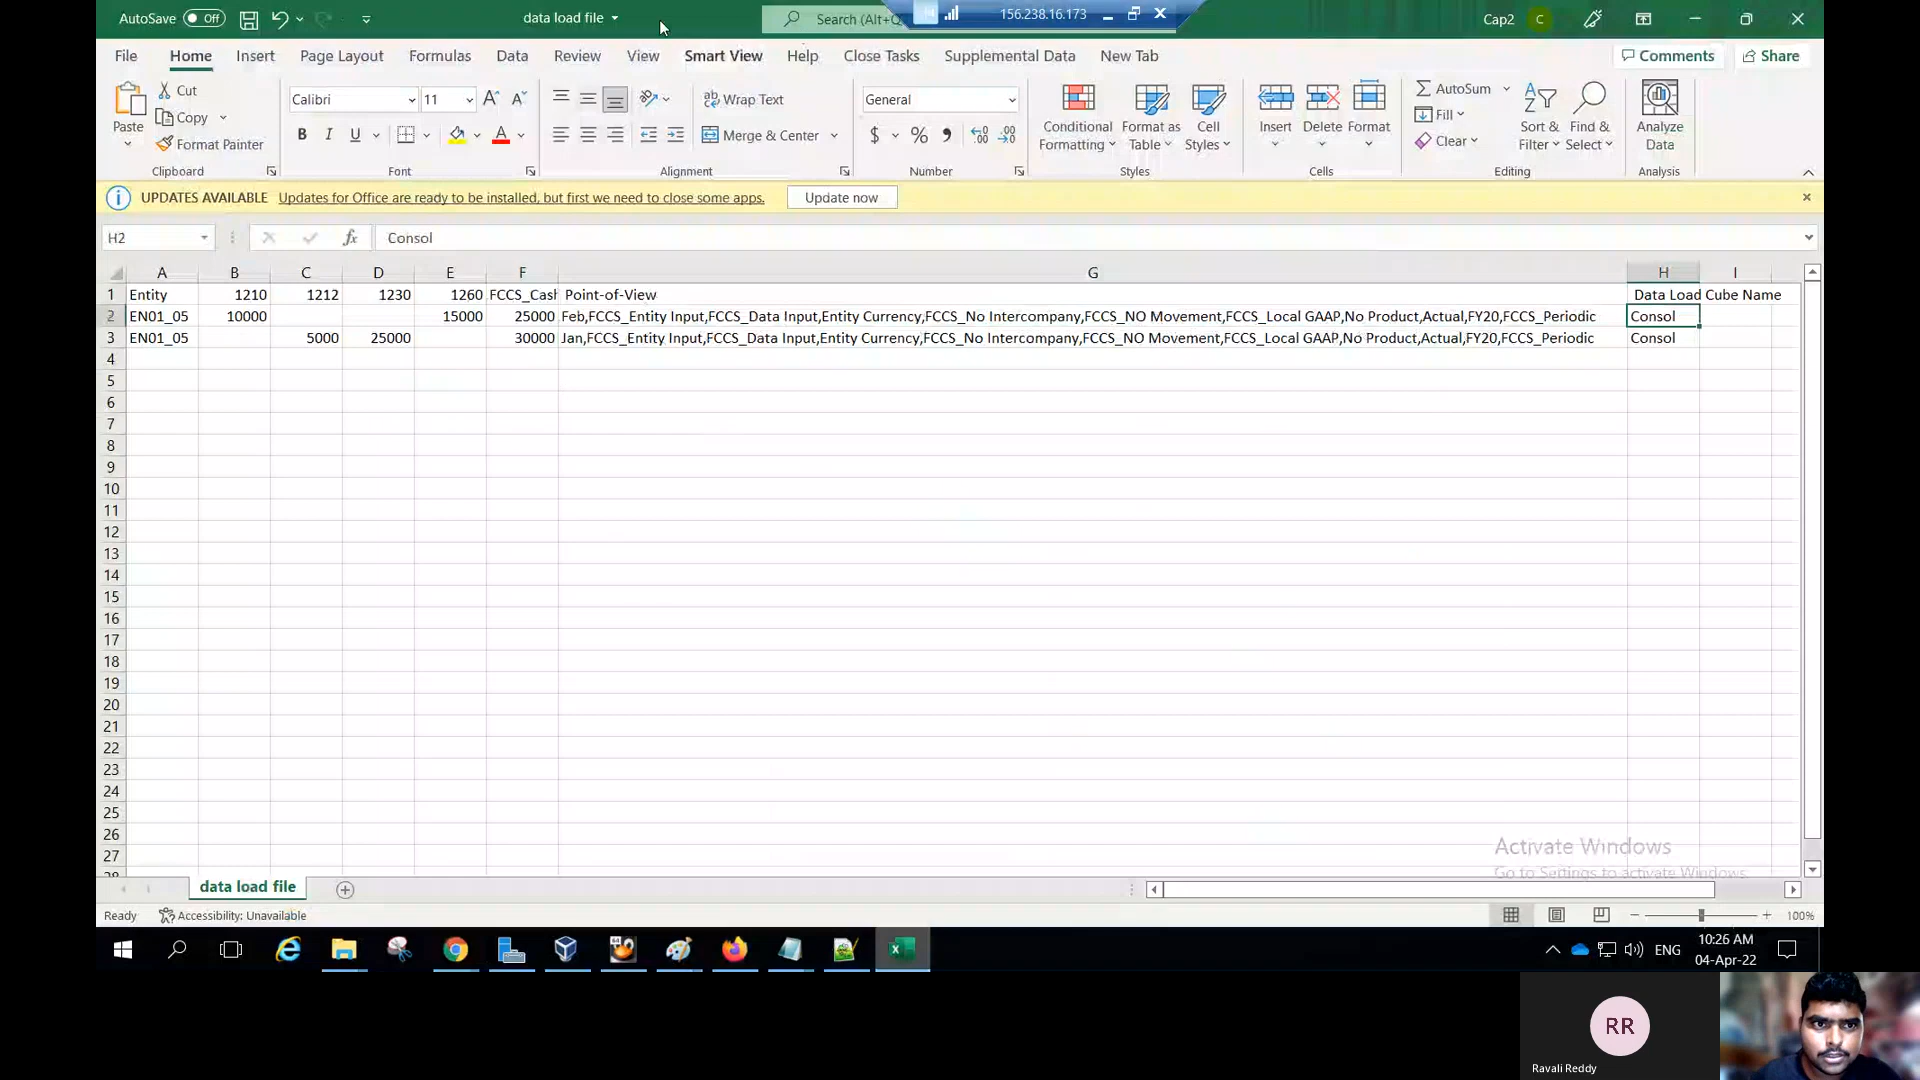 AutoSave Off data load file Search (Alt+Q 156.238.16.173 Cap2 C
File Home Insert Page Layout Formulas Data Review View Smart View Help Close Tasks Supplemental Data New Tab Comments Share
Paste Cut Copy Format Painter Clipboard
Calibri 11 B I U A Font
ab Wrap Text Merge & Center Alignment
General $ % Number
Conditional Formatting Format as Table Cell Styles Styles
Insert Delete Format Cells
AutoSum Fill Clear Sort & Filter Find & Select Editing
Analyze Data Analysis
UPDATES AVAILABLE Updates for Office are ready to be installed, but first we need to close some apps. Update now
H2 fx Consol
A B C D E F G H I
1 Entity 1210 1212 1230 1260 FCCS_Cash Point-of-View Data Load Cube Name
2 EN01_05 10000 15000 25000 Feb,FCCS_Entity Input,FCCS_Data Input,Entity Currency,FCCS_No Intercompany,FCCS_NO Movement,FCCS_Local GAAP,No Product,Actual,FY20,FCCS_Periodic Consol
3 EN01_05 5000 25000 30000 Jan,FCCS_Entity Input,FCCS_Data Input,Entity Currency,FCCS_No Intercompany,FCCS_NO Movement,FCCS_Local GAAP,No Product,Actual,FY20,FCCS_Periodic Consol
4
5
6
7
8
9
10
11
12
13
14
15
16
17
18
19
20
21
22
23
24
25
26
27
28
Activate Windows
Go to Settings to activate Windows.
data load file
Ready Accessibility: Unavailable 100%
ENG 10:26 AM
04-Apr-22
RR
Ravali Reddy